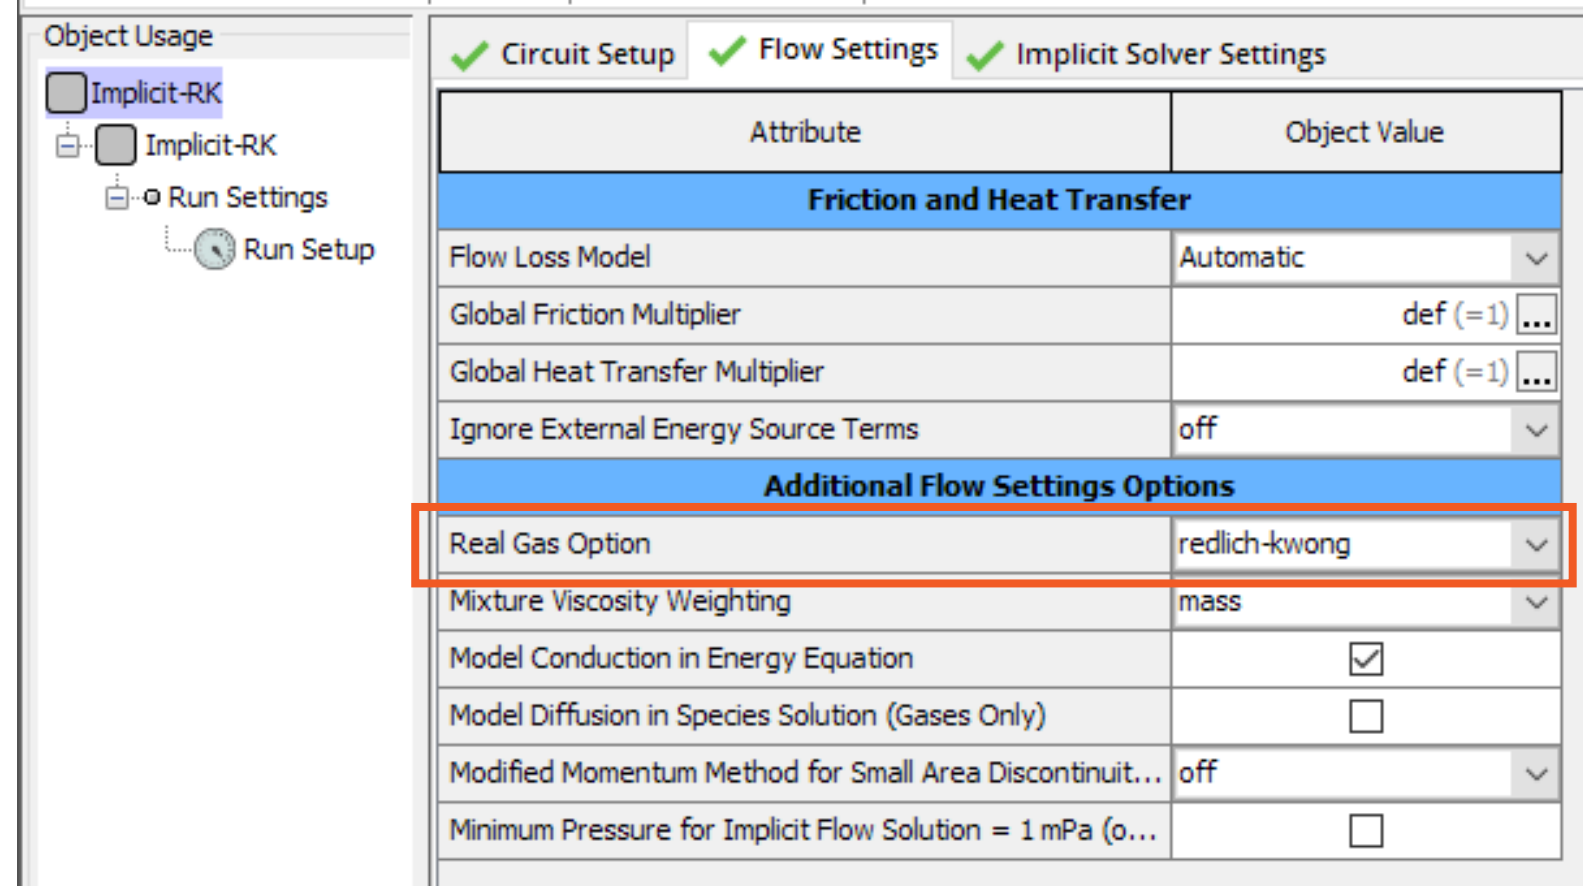 Object Usage
Implicit-RK
Implicit-RK
Run Settings
Run Setup
Circuit Setup
Flow Settings
Implicit Solver Settings
Attribute
Object Value
Friction and Heat Transfer
Flow Loss Model
Automatic
Global Friction Multiplier
def (=1) ...
Global Heat Transfer Multiplier
def (=1) ...
Ignore External Energy Source Terms
off
Additional Flow Settings Options
Real Gas Option
redlich-kwong
Mixture Viscosity Weighting
mass
Model Conduction in Energy Equation
Model Diffusion in Species Solution (Gases Only)
Modified Momentum Method for Small Area Discontinuit...
off
Minimum Pressure for Implicit Flow Solution = 1 mPa (o...